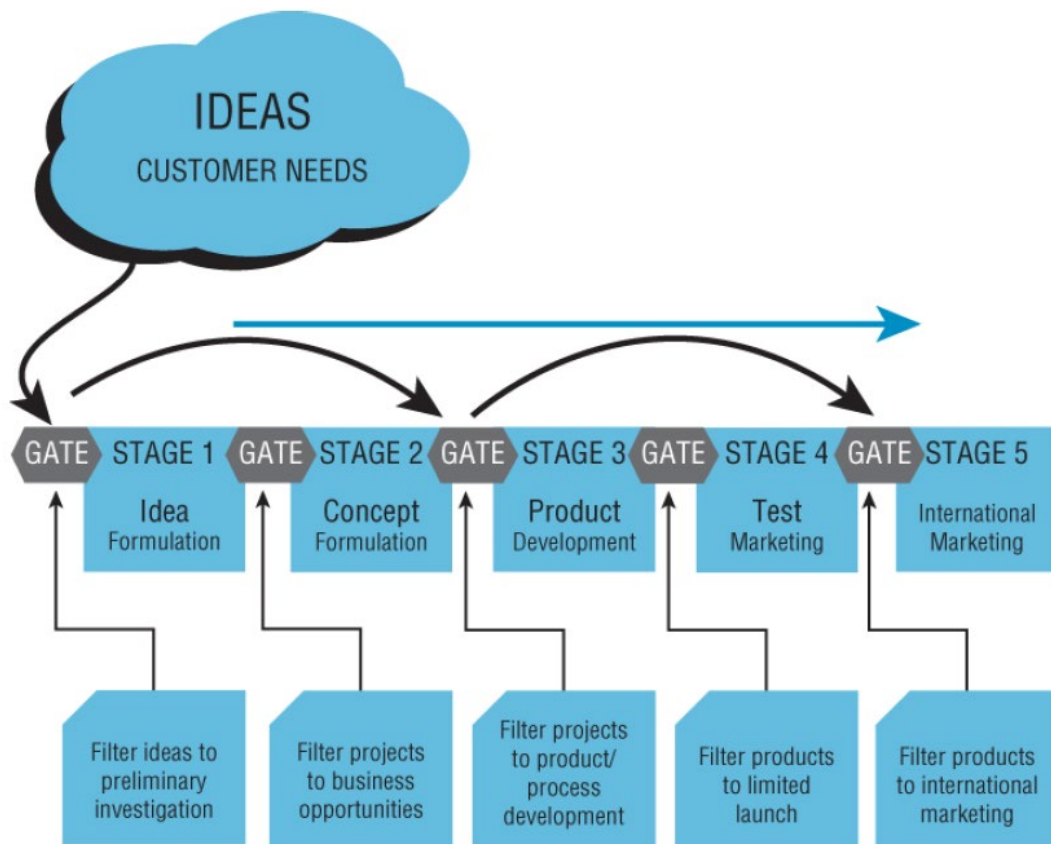 IDEAS
CUSTOMER NEEDS
GATE STAGE 1 GATE STAGE 2 GATE STAGE 3 GATE STAGE 4 GATE STAGE 5
Idea
Formulation
Concept
Formulation
Product
Development
Test
Marketing
International
Marketing
Filter ideas to
preliminary
investigation
Filter projects
to business
opportunities
Filter projects
to product/
process
development
Filter products
to limited
launch
Filter products
to international
marketing